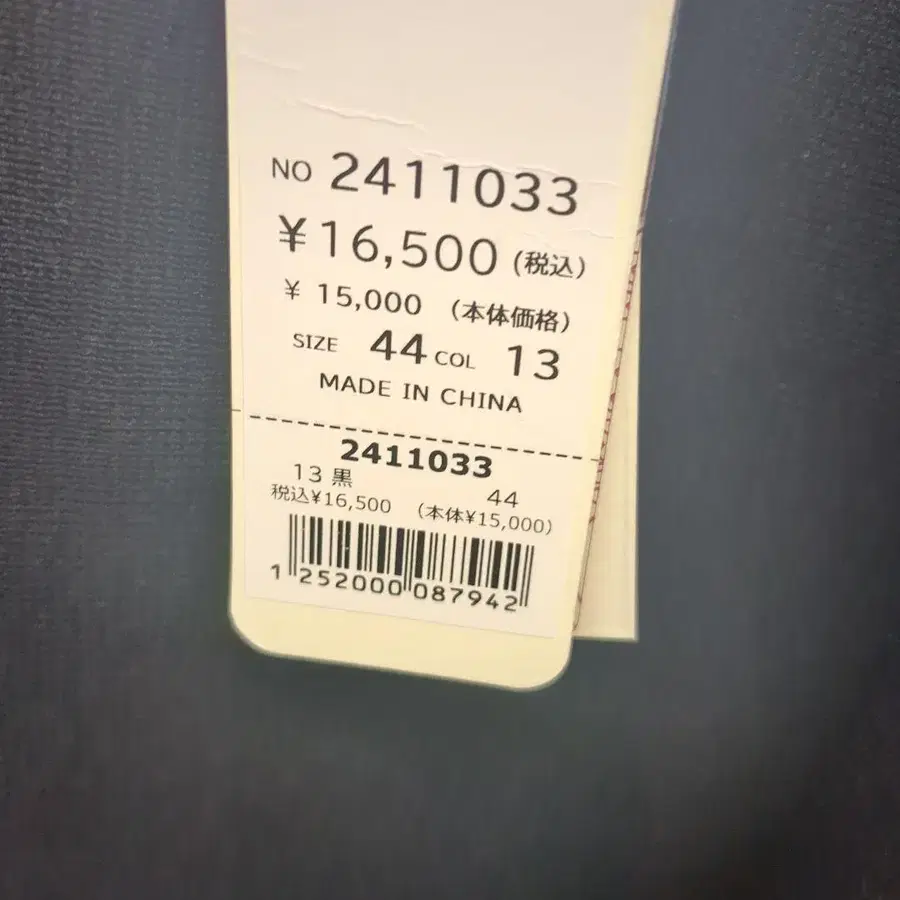 NO 2411033
¥16,500 (税込)
¥ 15,000 (本体価格)
SIZE 44 COL 13
MADE IN CHINA
2411033
13 黒 44
税込¥16,500 (本体¥15,000)
1 252000 087942